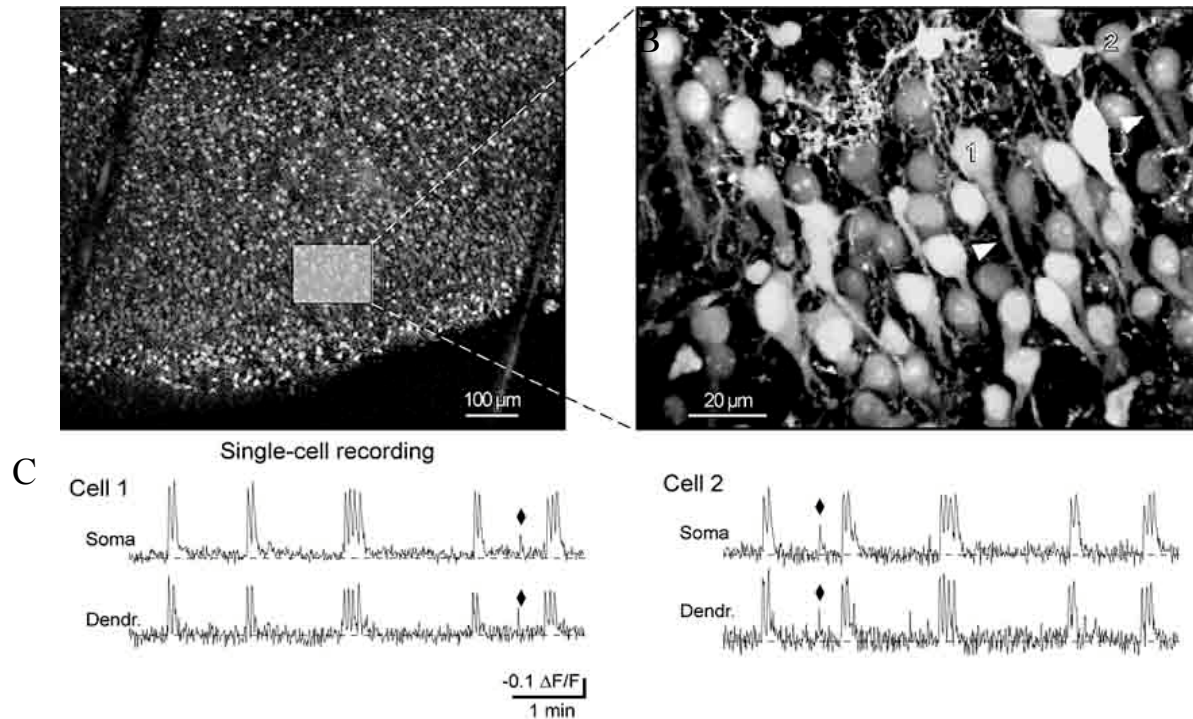 B
2
1
100 µm
20 µm
C
Single-cell recording
Cell 1
Soma
Dendr.
-0.1 ΔF/F
1 min
Cell 2
Soma
Dendr.